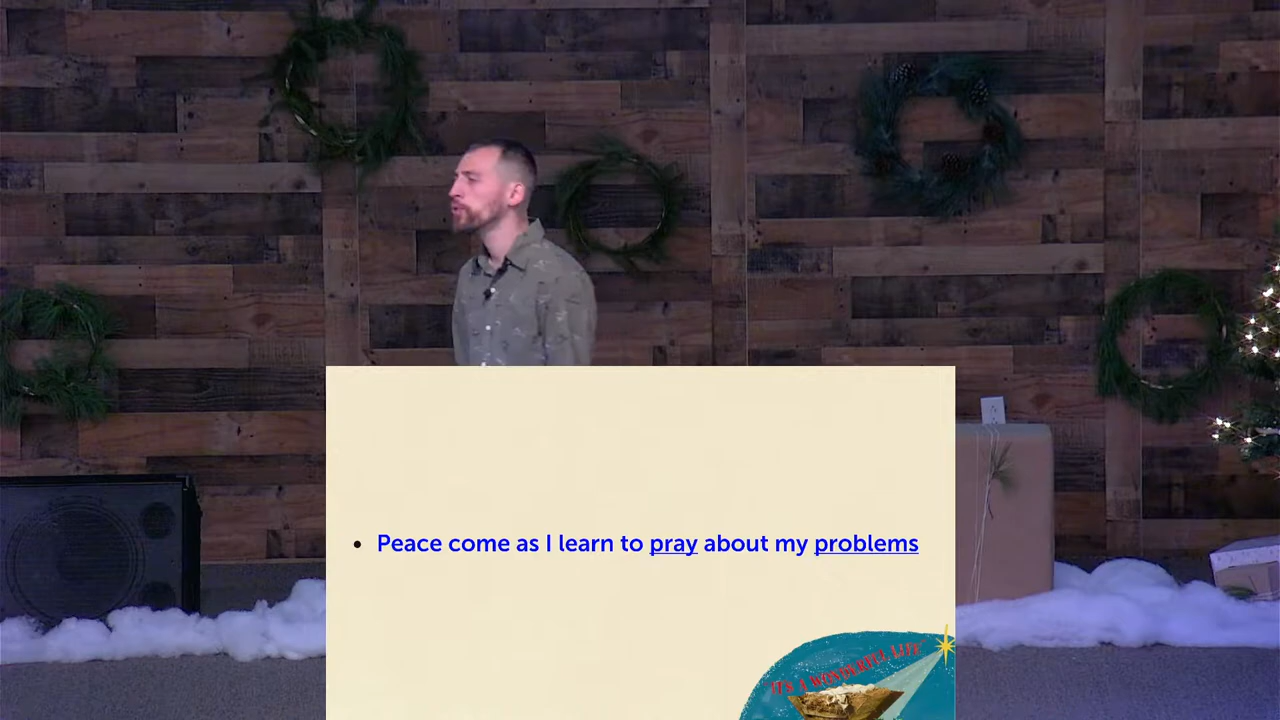 • Peace come as I learn to pray about my problems
"IT'S A WONDERFUL LIFE"